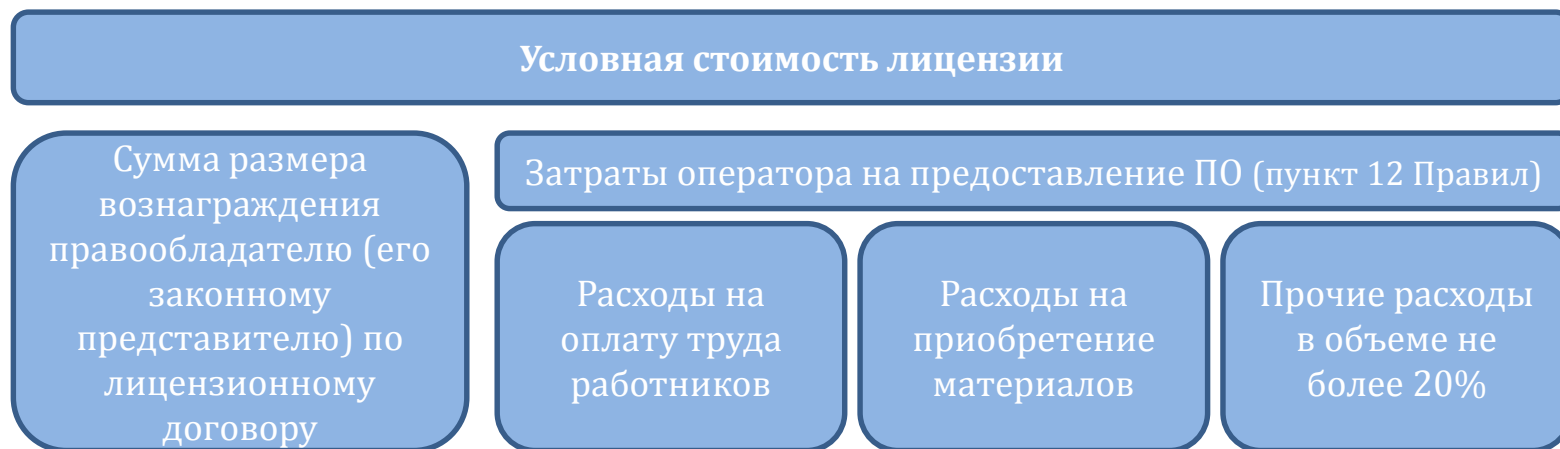 Условная стоимость лицензии
Сумма размера
вознаграждения
правообладателю (его
законному
представителю) по
лицензионному
договору
Затраты оператора на предоставление ПО (пункт 12 Правил)
Расходы на
оплату труда
работников
Расходы на
приобретение
материалов
Прочие расходы
в объеме не
более 20%